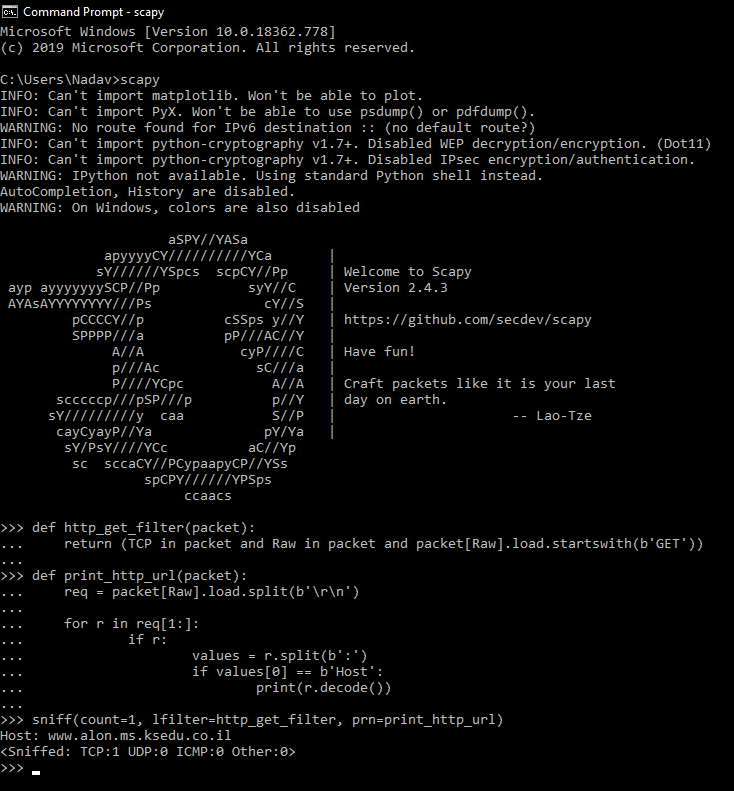 Command Prompt - scapy
Microsoft Windows [Version 10.0.18362.778]
(c) 2019 Microsoft Corporation. All rights reserved.
C:\Users\Nadav>scapy
INFO: Can't import matplotlib. Won't be able to plot.
INFO: Can't import PyX. Won't be able to use psdump() or pdfdump().
WARNING: No route found for IPv6 destination :: (no default route?)
INFO: Can't import python-cryptography v1.7+. Disabled WEP decryption/encryption. (Dot11)
INFO: Can't import python-cryptography v1.7+. Disabled IPsec encryption/authentication.
WARNING: IPython not available. Using standard Python shell instead.
AutoCompletion, History are disabled.
WARNING: On Windows, colors are also disabled
                     aSPY//YASa
             apyyyyCY//////////YCa       |
            sY//////YSpcs  scpCY//Pp     | Welcome to Scapy
 ayp ayyyyyyySCP//Pp           syY//C    | Version 2.4.3
 AYAsAYYYYYYYY///Ps              cY//S   |
         pCCCCY//p          cSSps y//Y   | https://github.com/secdev/scapy
         SPPPP///a          pP///AC//Y   |
              A//A            cyP////C   | Have fun!
              p///Ac            sC///a   |
              P////YCpc           A//A   | Craft packets like it is your last
       scccccp///pSP///p          p//Y   | day on earth.
      sY/////////y  caa           S//P   |                      -- Lao-Tze
       cayCyayP//Ya              pY/Ya   |
        sY/PsY////YCc          aC//Yp
         sc  sccaCY//PCypaapyCP//YSs
                  spCPY//////YPSps
                       ccaacs
>>> def http_get_filter(packet):
...     return (TCP in packet and Raw in packet and packet[Raw].load.startswith(b'GET'))
...
>>> def print_http_url(packet):
...     req = packet[Raw].load.split(b'\r\n')
...
...     for r in req[1:]:
...             if r:
...                     values = r.split(b':')
...                     if values[0] == b'Host':
...                             print(r.decode())
...
>>> sniff(count=1, lfilter=http_get_filter, prn=print_http_url)
Host: www.alon.ms.ksedu.co.il
<Sniffed: TCP:1 UDP:0 ICMP:0 Other:0>
>>>